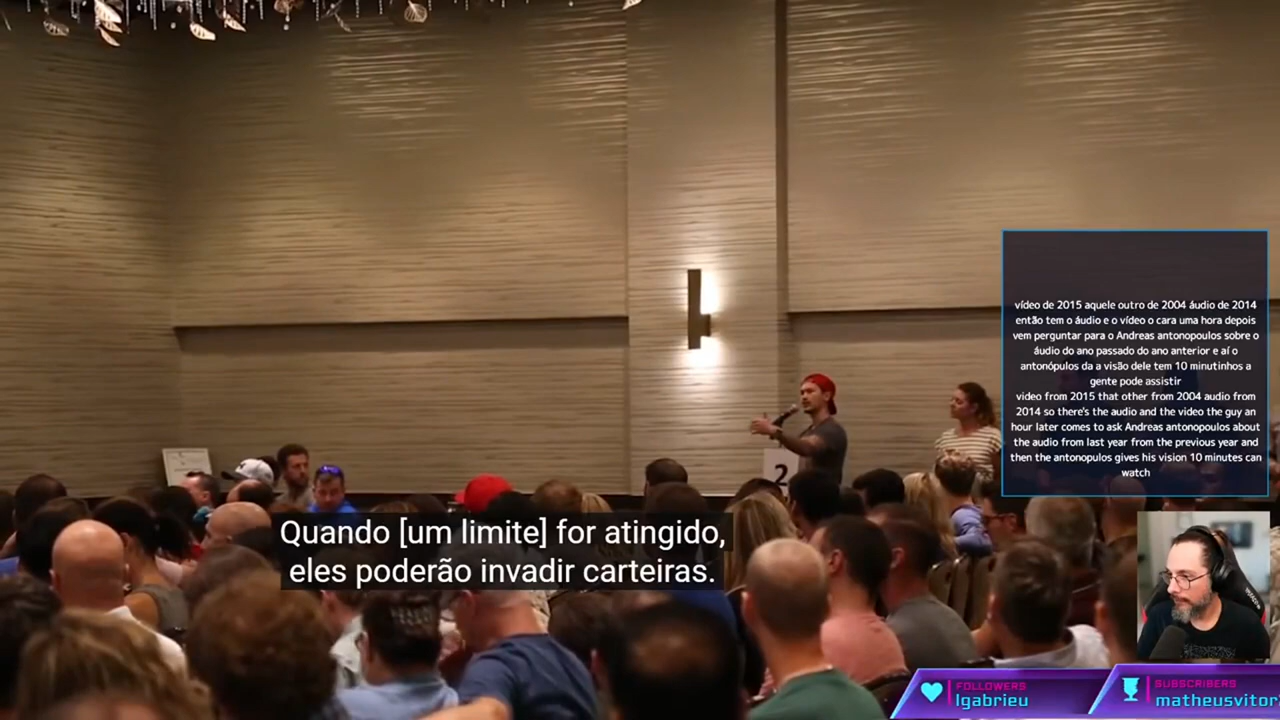 vídeo de 2015 aquele outro de 2004 áudio de 2014
então tem o áudio e o vídeo o cara uma hora depois
vem perguntar para o Andreas antonopoulos sobre o
áudio do ano passado do ano anterior e aí o
antonópulos da a visão dele tem 10 minutinhos a
gente pode assistir
video from 2015 that other from 2004 audio from
2014 so there's the audio and the video the guy an
hour later comes to ask Andreas antonopoulos about
the audio from last year from the previous year and
then the antonopulos gives his vision 10 minutes can
watch
2
Quando [um limite] for atingido,
eles poderão invadir carteiras.
FOLLOWERS
lgabrieu
SUBSCRIBERS
matheusvitor